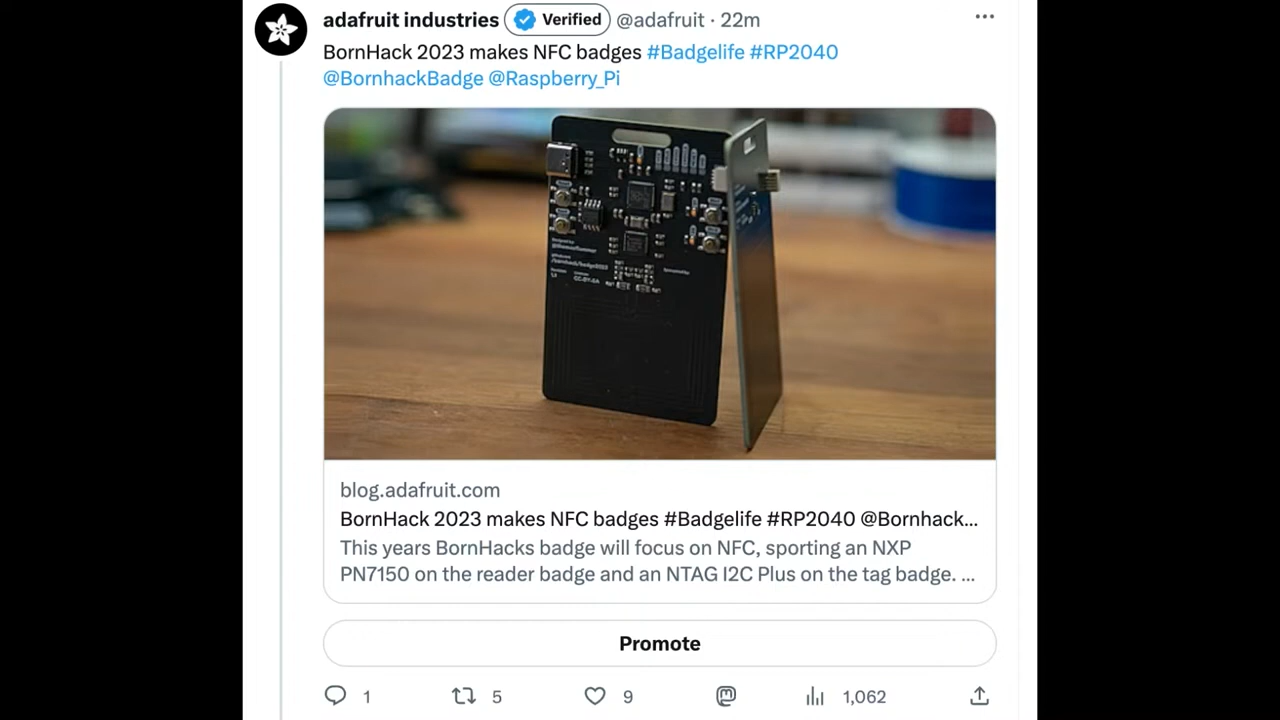 adafruit industries Verified @adafruit · 22m
BornHack 2023 makes NFC badges #Badgelife #RP2040
@BornhackBadge @Raspberry_Pi
blog.adafruit.com
BornHack 2023 makes NFC badges #Badgelife #RP2040 @Bornhack...
This years BornHacks badge will focus on NFC, sporting an NXP
PN7150 on the reader badge and an NTAG I2C Plus on the tag badge. ...
Promote
1 5 9 1,062